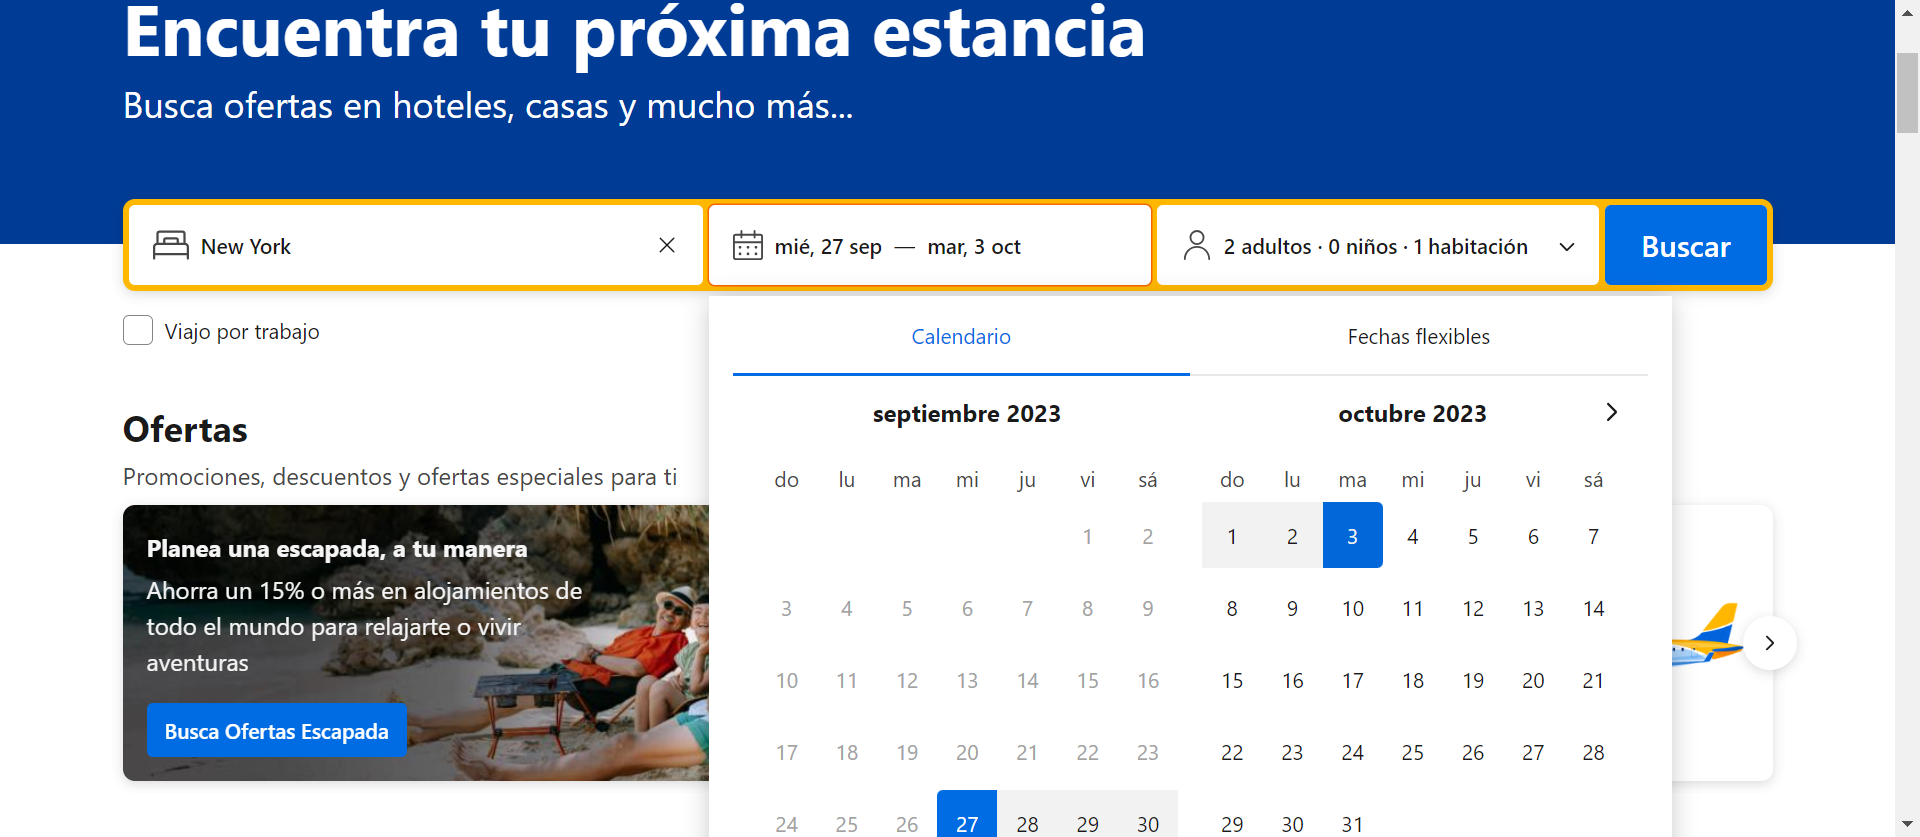 Encuentra tu próxima estancia
Busca ofertas en hoteles, casas y mucho más...
New York
mié, 27 sep — mar, 3 oct
2 adultos · 0 niños · 1 habitación
Buscar
Viajo por trabajo
Calendario
Fechas flexibles
Ofertas
Promociones, descuentos y ofertas especiales para ti
Planea una escapada, a tu manera
Ahorra un 15% o más en alojamientos de
todo el mundo para relajarte o vivir
aventuras
Busca Ofertas Escapada
septiembre 2023
do lu ma mi ju vi sá
1 2
3 4 5 6 7 8 9
10 11 12 13 14 15 16
17 18 19 20 21 22 23
24 25 26 27 28 29 30
octubre 2023
do lu ma mi ju vi sá
1 2 3 4 5 6 7
8 9 10 11 12 13 14
15 16 17 18 19 20 21
22 23 24 25 26 27 28
29 30 31